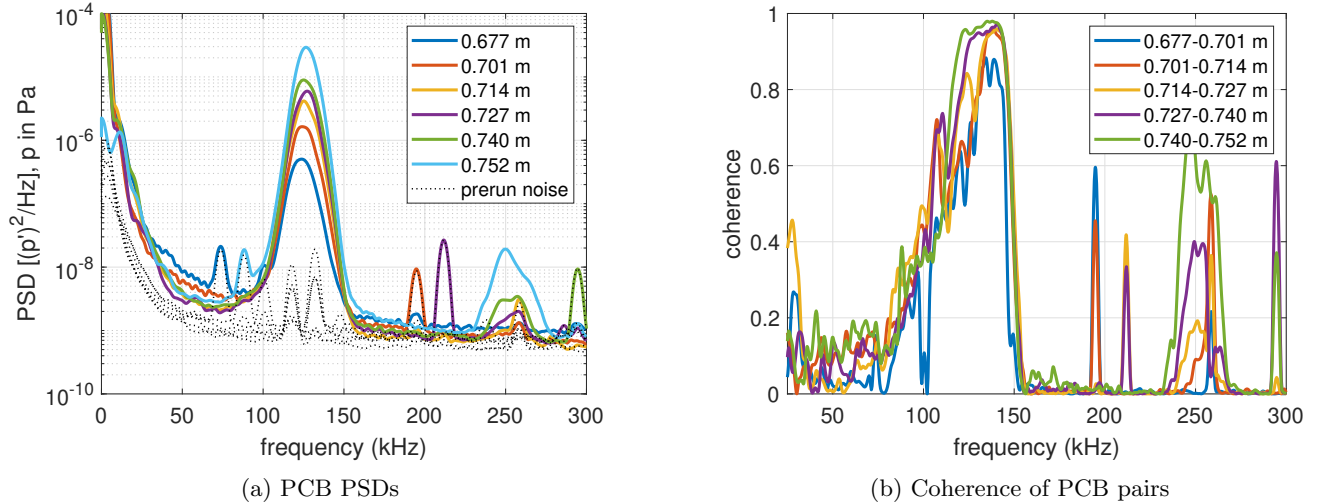 10⁻⁴
10⁻⁶
10⁻⁸
10⁻¹⁰
PSD [(p')²/Hz], p in Pa
0.677 m
0.701 m
0.714 m
0.727 m
0.740 m
0.752 m
prerun noise
0 50 100 150 200 250 300
frequency (kHz)
(a) PCB PSDs
1
0.8
0.6
0.4
0.2
0
coherence
0.677-0.701 m
0.701-0.714 m
0.714-0.727 m
0.727-0.740 m
0.740-0.752 m
50 100 150 200 250 300
frequency (kHz)
(b) Coherence of PCB pairs